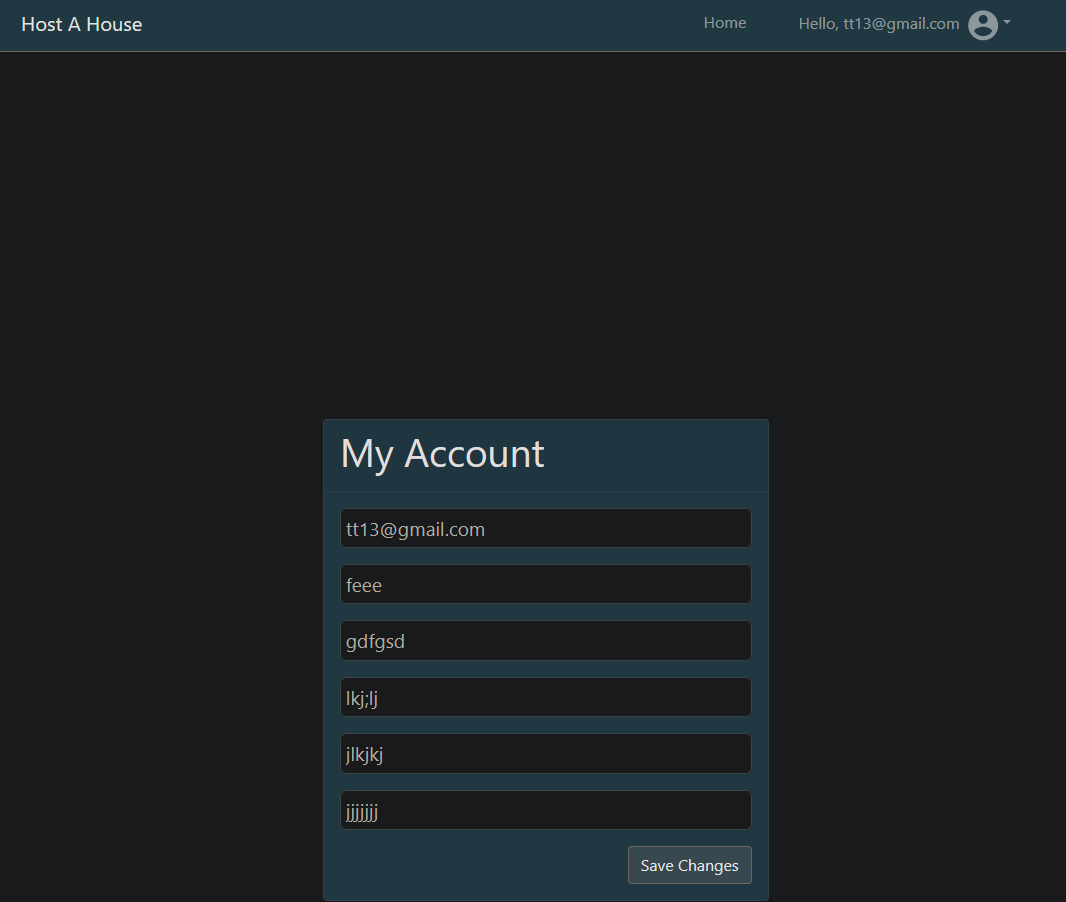 Host A House
Home
Hello, tt13@gmail.com
My Account
tt13@gmail.com
feee
gdfgsd
lkj;lj
jlkjkj
jjjjjjj
Save Changes